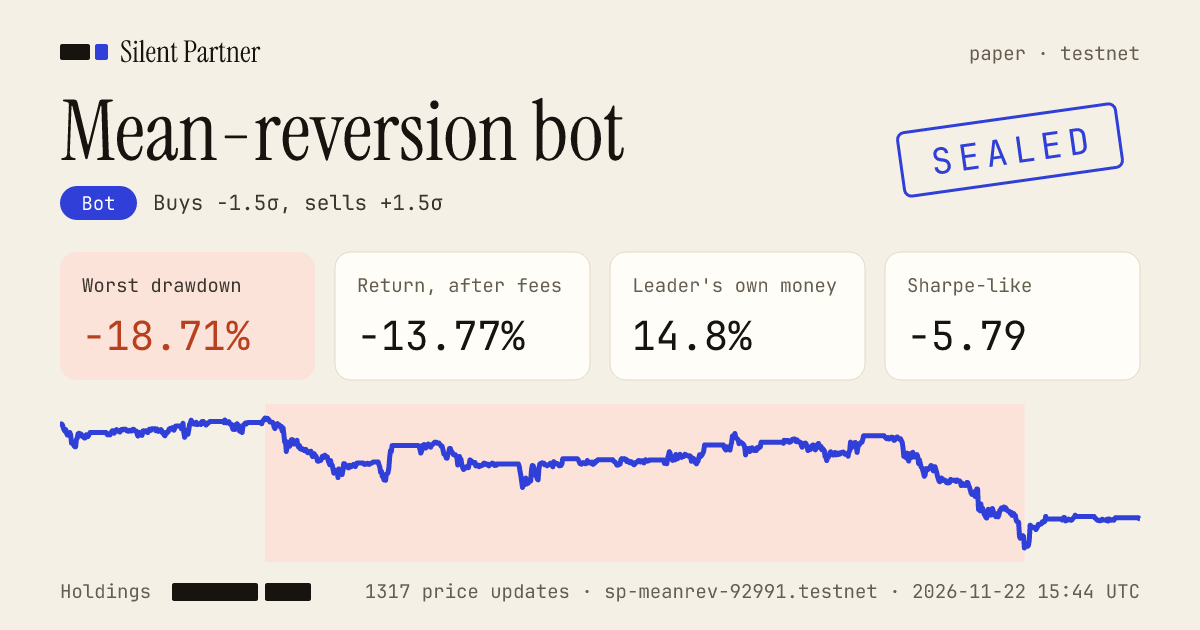 Silent Partner
paper · testnet
Mean-reversion bot
SEALED
Bot
Buys -1.5σ, sells +1.5σ
Worst drawdown
-18.71%
Return, after fees
-13.77%
Leader's own money
14.8%
Sharpe-like
-5.79
Holdings
1317 price updates · sp-meanrev-92991.testnet · 2026-11-22 15:44 UTC